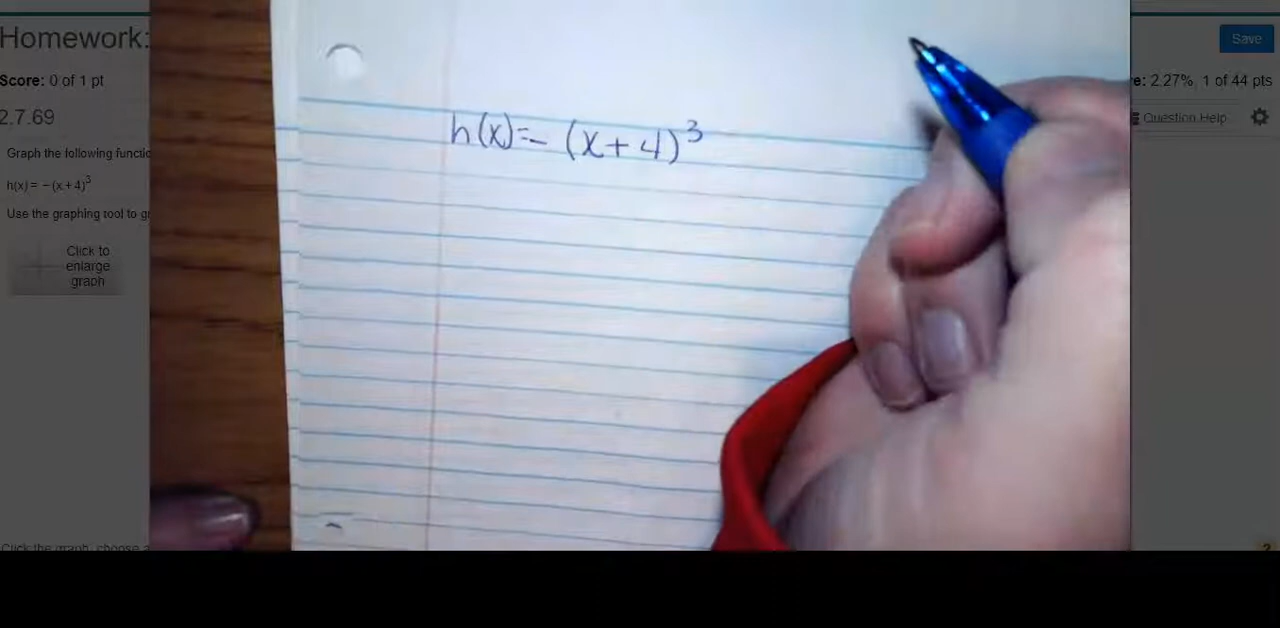 Homework:
Save
Score: 0 of 1 pt
e: 2.27%, 1 of 44 pts
2.7.69
Question Help
Graph the following functio
h(x) = -(x+4)³
Use the graphing tool to gr
Click to
enlarge
graph
h(x)=-(x+4)³